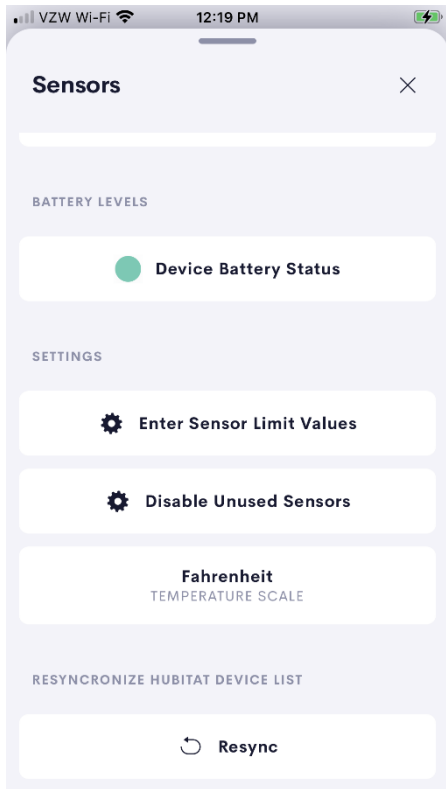 VZW Wi-Fi 12:19 PM
Sensors
BATTERY LEVELS
Device Battery Status
SETTINGS
Enter Sensor Limit Values
Disable Unused Sensors
Fahrenheit
TEMPERATURE SCALE
RESYNCRONIZE HUBITAT DEVICE LIST
Resync